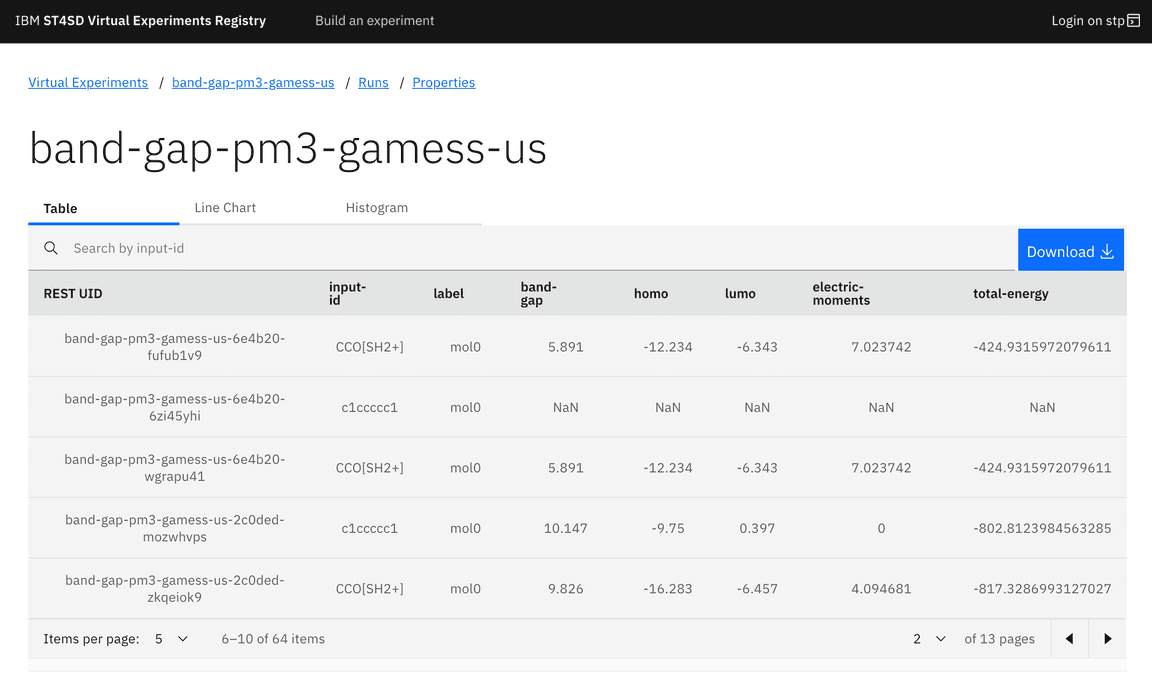 IBM ST4SD Virtual Experiments Registry Build an experiment Login on stp
Virtual Experiments / band-gap-pm3-gamess-us / Runs / Properties
band-gap-pm3-gamess-us
Table Line Chart Histogram
Search by input-id Download
REST UID input-id label band-gap homo lumo electric-moments total-energy
band-gap-pm3-gamess-us-6e4b20-
fufub1v9 CCO[SH2+] mol0 5.891 -12.234 -6.343 7.023742 -424.9315972079611
band-gap-pm3-gamess-us-6e4b20-
6zi45yhi c1ccccc1 mol0 NaN NaN NaN NaN NaN
band-gap-pm3-gamess-us-6e4b20-
wgrapu41 CCO[SH2+] mol0 5.891 -12.234 -6.343 7.023742 -424.9315972079611
band-gap-pm3-gamess-us-2c0ded-
mozwhvps c1ccccc1 mol0 10.147 -9.75 0.397 0 -802.8123984563285
band-gap-pm3-gamess-us-2c0ded-
zkqeiok9 CCO[SH2+] mol0 9.826 -16.283 -6.457 4.094681 -817.3286993127027
Items per page: 5 6–10 of 64 items 2 of 13 pages